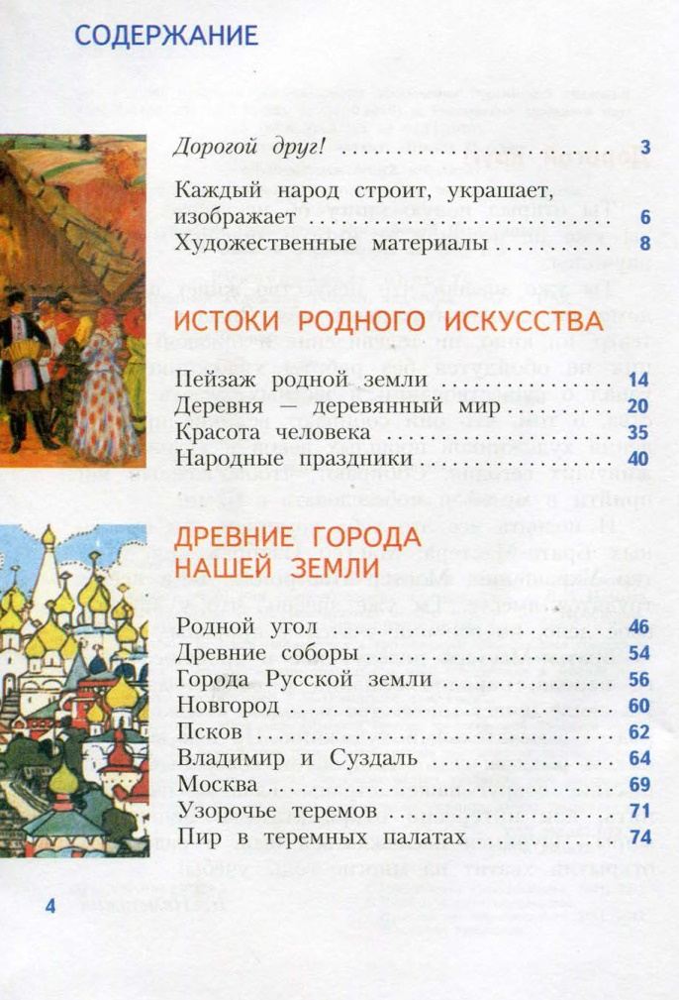 СОДЕРЖАНИЕ
Дорогой друг! .......................... 3
Каждый народ строит, украшает,
изображает ............................. 6
Художественные материалы ........... 8
ИСТОКИ РОДНОГО ИСКУССТВА
Пейзаж родной земли ............... 14
Деревня — деревянный мир ......... 20
Красота человека .................... 35
Народные праздники ................. 40
ДРЕВНИЕ ГОРОДА
НАШЕЙ ЗЕМЛИ
Родной угол .......................... 46
Древние соборы ...................... 54
Города Русской земли ............... 56
Новгород ............................. 60
Псков ................................ 62
Владимир и Суздаль ................ 64
Москва ............................... 69
Узорочье теремов .................... 71
Пир в теремных палатах ............ 74
4